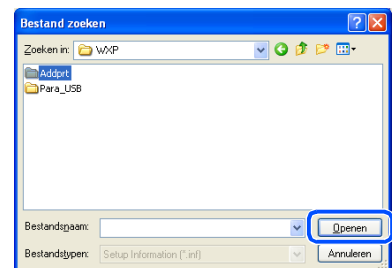 Bestand zoeken
Zoeken in: WXP
Addprt
Para_USB
Bestandsnaam: Openen
Bestandstypen: Setup Information (*.inf) Annuleren